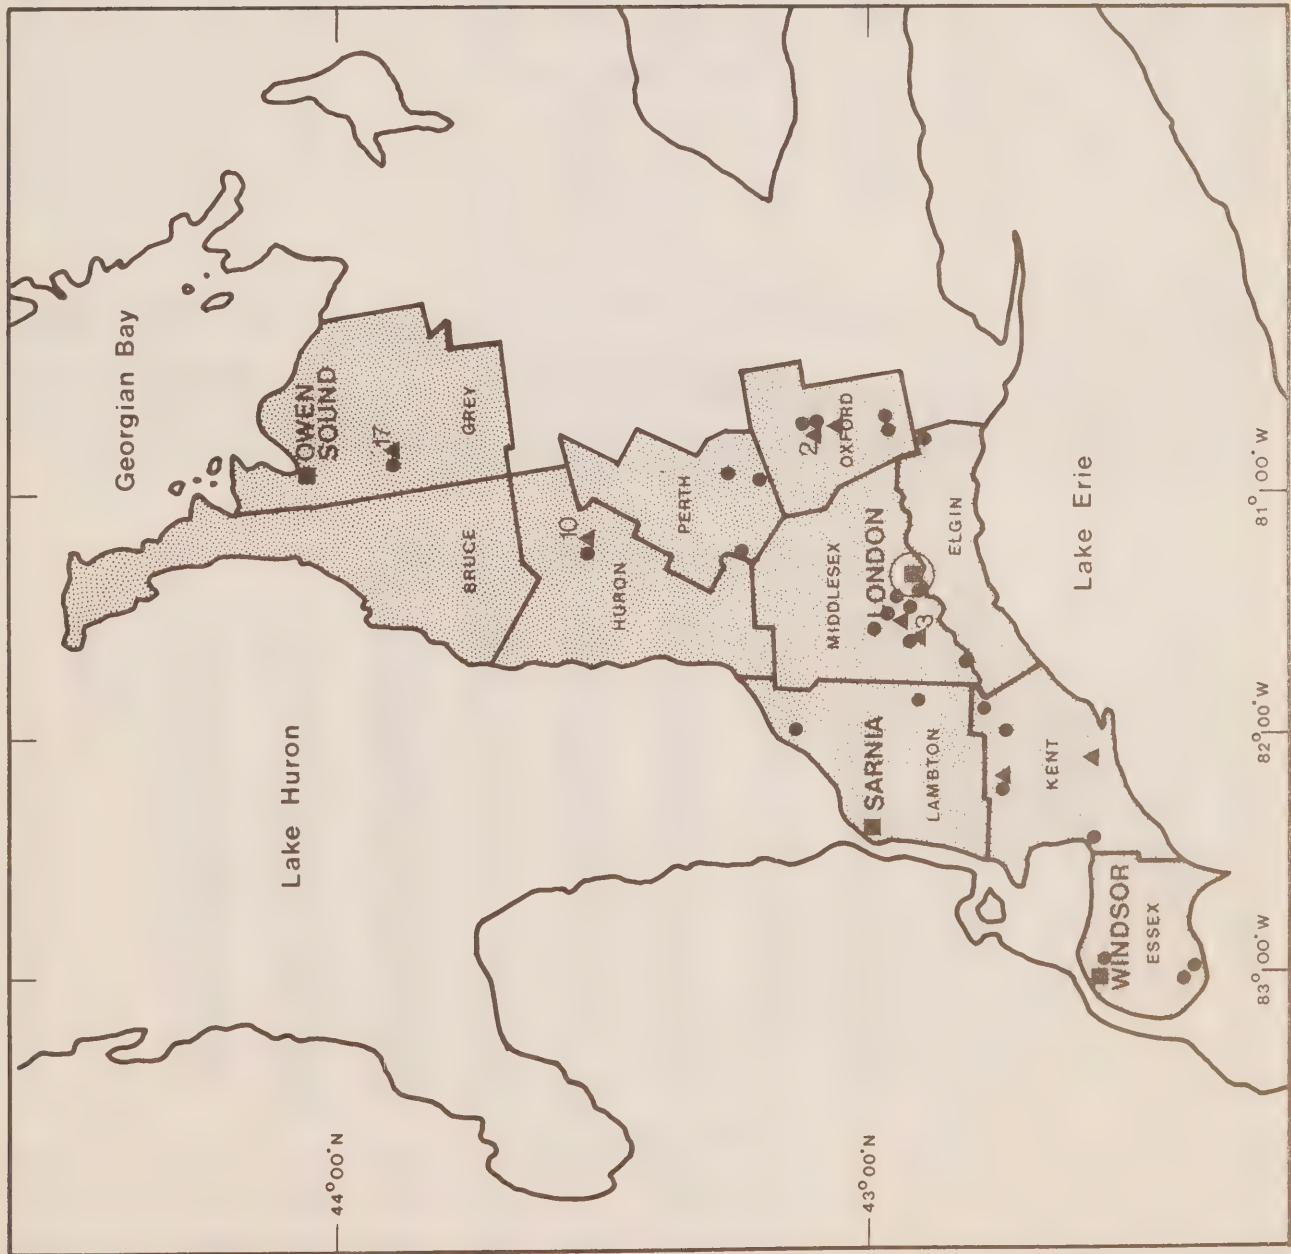 Georgian Bay
Lake Huron
OWEN
SOUND
17
GREY
BRUCE
10
HURON
PERTH
2
OXFORD
MIDDLESEX
LONDON
3
ELGIN
Lake Erie
SARNIA
LAMBTON
KENT
WINDSOR
ESSEX
44°00'N
43°00'N
81°00'W
82°00'W
83°00'W